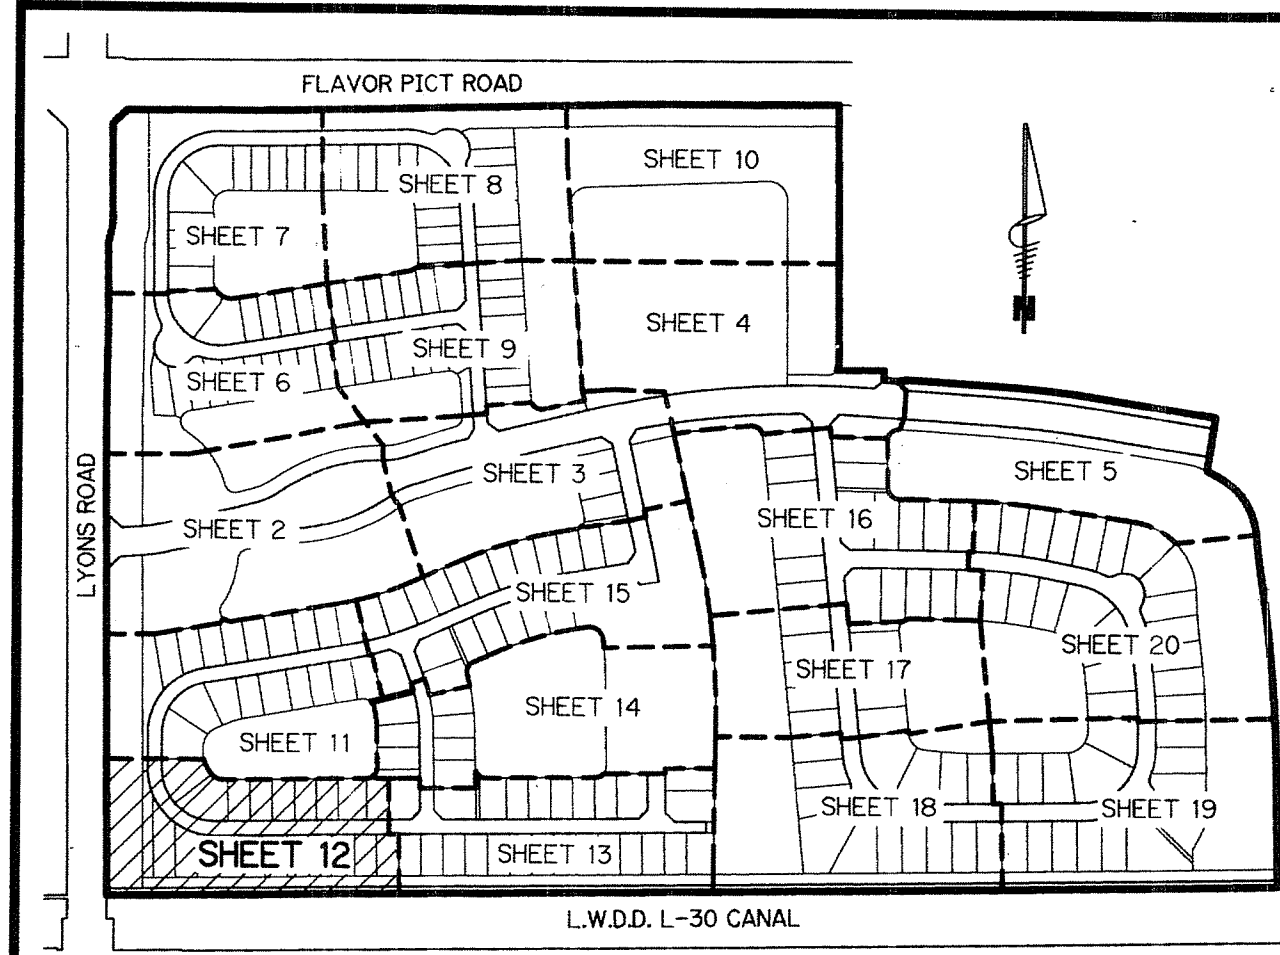 FLAVOR PICT ROAD
SHEET 10
SHEET 8
SHEET 7
SHEET 4
SHEET 9
SHEET 6
N
SHEET 3
SHEET 5
LYONS ROAD
SHEET 2
SHEET 16
SHEET 15
SHEET 20
SHEET 17
SHEET 14
SHEET 11
SHEET 18
SHEET 19
SHEET 12
SHEET 13
L.W.D.D. L-30 CANAL